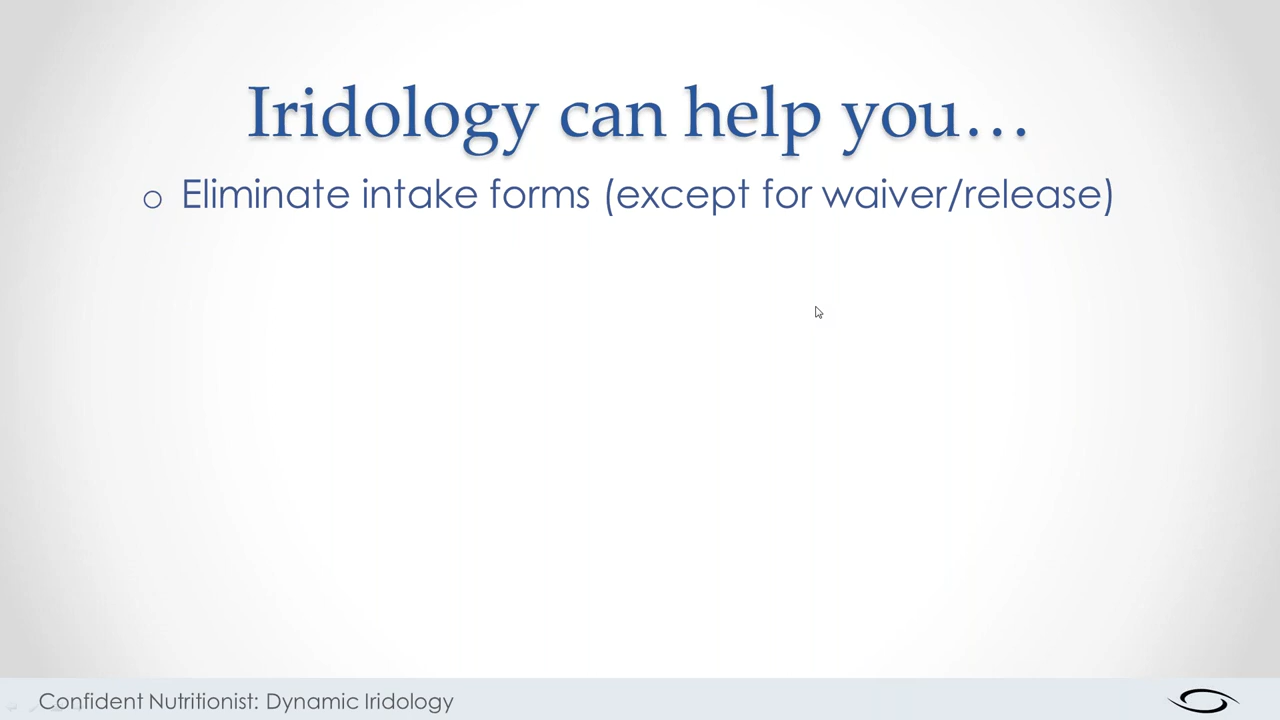 Iridology can help you…
o Eliminate intake forms (except for waiver/release)
Confident Nutritionist: Dynamic Iridology